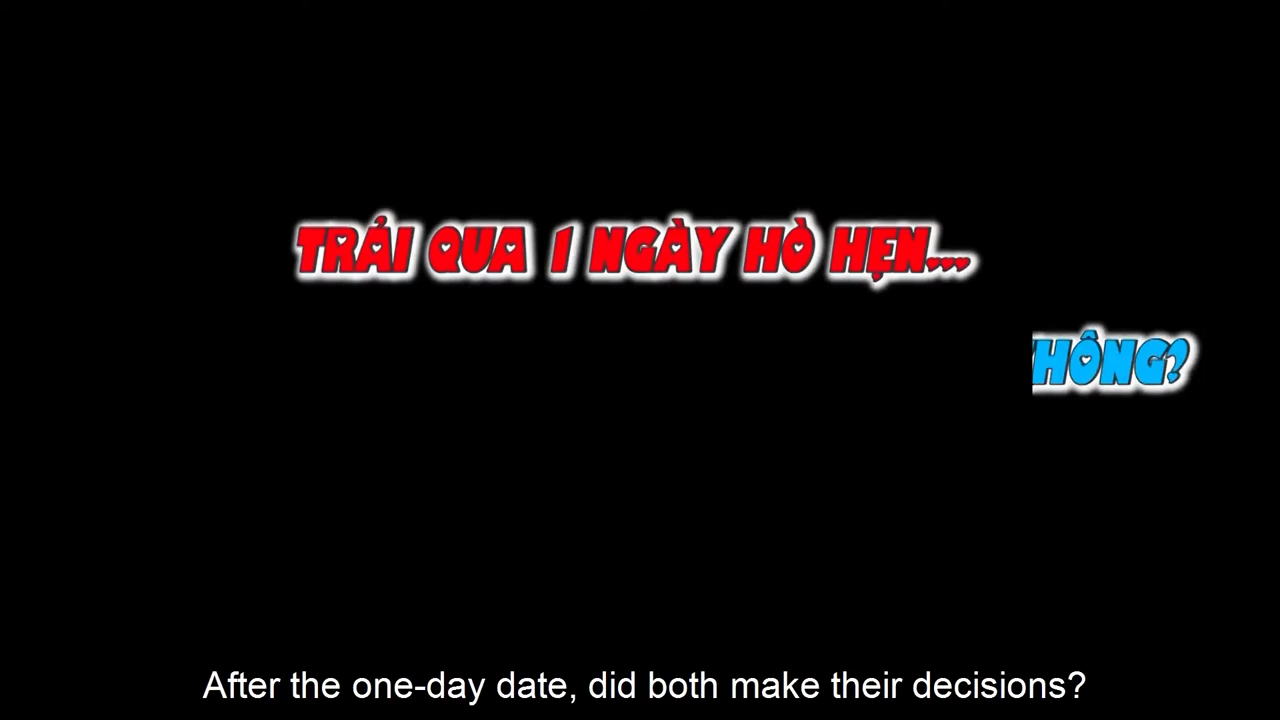 TRẢI QUA 1 NGÀY HÒ HẸN...
HÔNG?
After the one-day date, did both make their decisions?